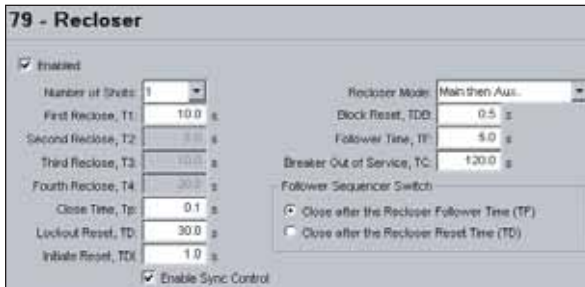 79 - Recloser
Enabled
Number of Shots: 1
First Reclose, T1: 10.0 s
Second Reclose, T2: s
Third Reclose, T3: 10.0 s
Fourth Reclose, T4: 20.0 s
Close Time, Tp: 0.1 s
Lockout Reset, TD: 30.0 s
Initiate Reset, TDI: 1.0 s
Enable Sync Control
Recloser Mode: Main then Aux..
Block Reset, TDB: 0.5 s
Follower Time, TF: 5.0 s
Breaker Out of Service, TC: 120.0 s
Follower Sequencer Switch
Close after the Recloser Follower Time (TF)
Close after the Recloser Reset Time (TD)